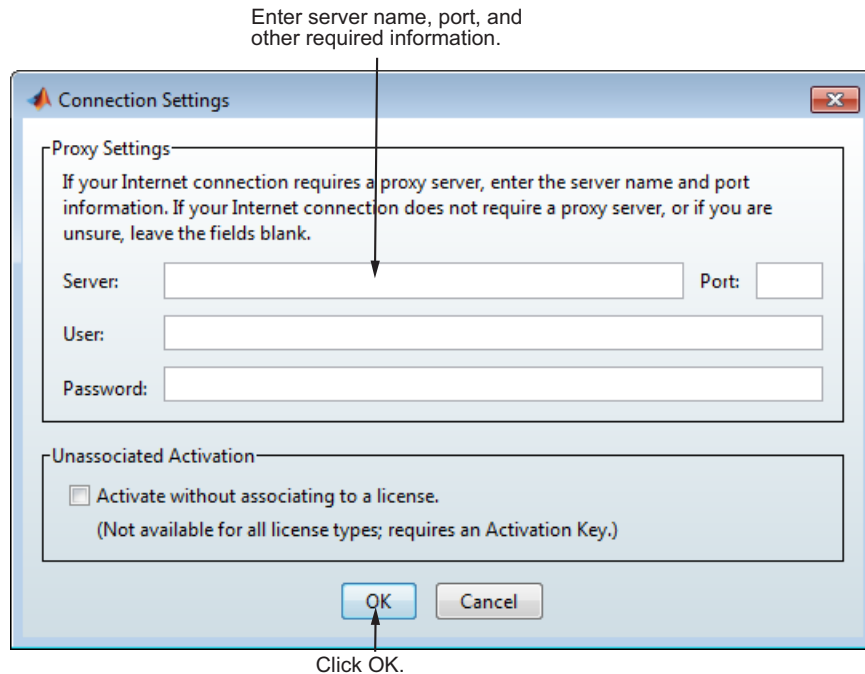 Enter server name, port, and
other required information.
Connection Settings
Proxy Settings
If your Internet connection requires a proxy server, enter the server name and port
information. If your Internet connection does not require a proxy server, or if you are
unsure, leave the fields blank.
Server: Port:
User:
Password:
Unassociated Activation
Activate without associating to a license.
(Not available for all license types; requires an Activation Key.)
OK Cancel
Click OK.